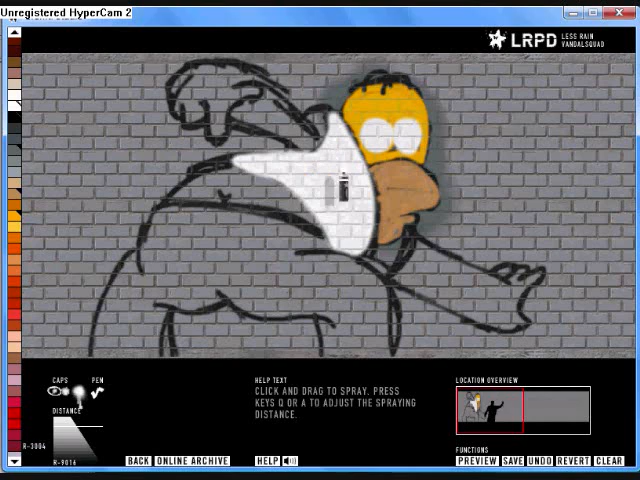 Unregistered HyperCam 2
LRPD
LESS RAIN
VANDALSQUAD
CAPS
PEN
DISTANCE
R-3004
R-9016
HELP TEXT
CLICK AND DRAG TO SPRAY. PRESS
KEYS Q OR A TO ADJUST THE SPRAYING
DISTANCE.
LOCATION OVERVIEW
FUNCTIONS
BACK
ONLINE ARCHIVE
HELP
PREVIEW
SAVE
UNDO
REVERT
CLEAR